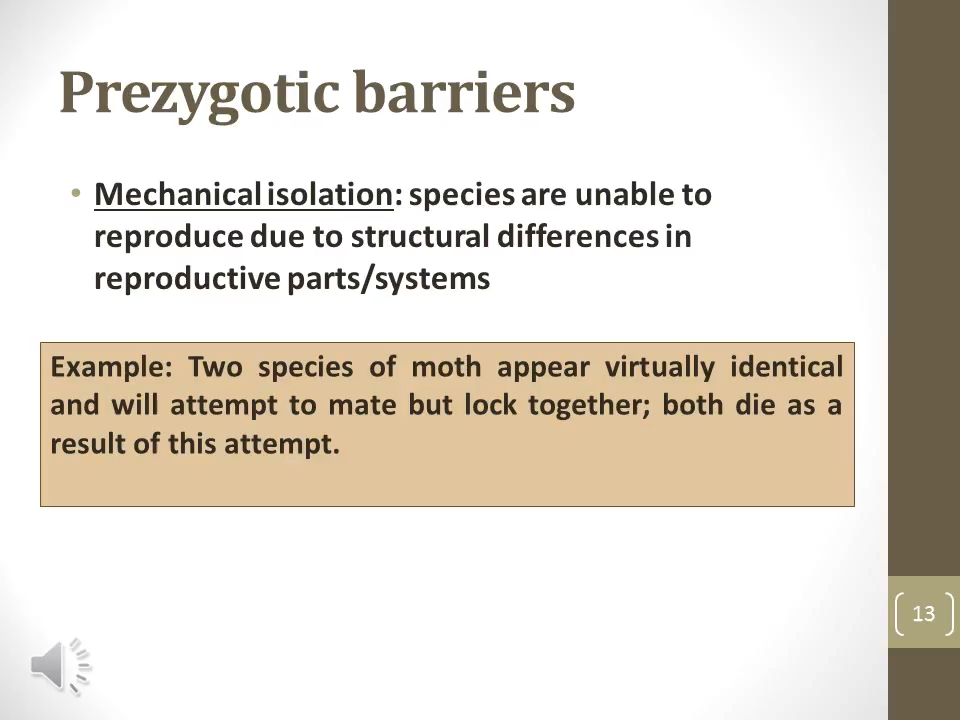 Prezygotic barriers
• Mechanical isolation: species are unable to
reproduce due to structural differences in
reproductive parts/systems
Example: Two species of moth appear virtually identical
and will attempt to mate but lock together; both die as a
result of this attempt.
13